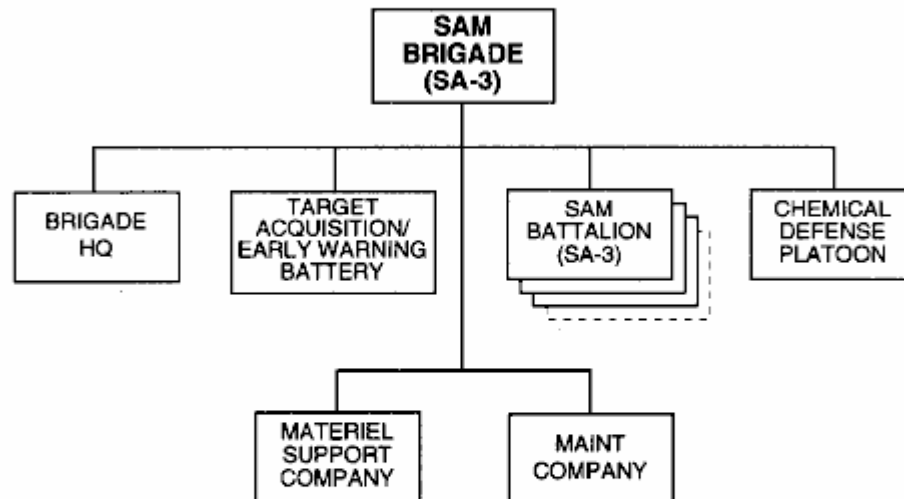 SAM
BRIGADE
(SA-3)
BRIGADE
HQ
TARGET
ACQUISITION/
EARLY WARNING
BATTERY
SAM
BATTALION
(SA-3)
CHEMICAL
DEFENSE
PLATOON
MATERIEL
SUPPORT
COMPANY
MAINT
COMPANY